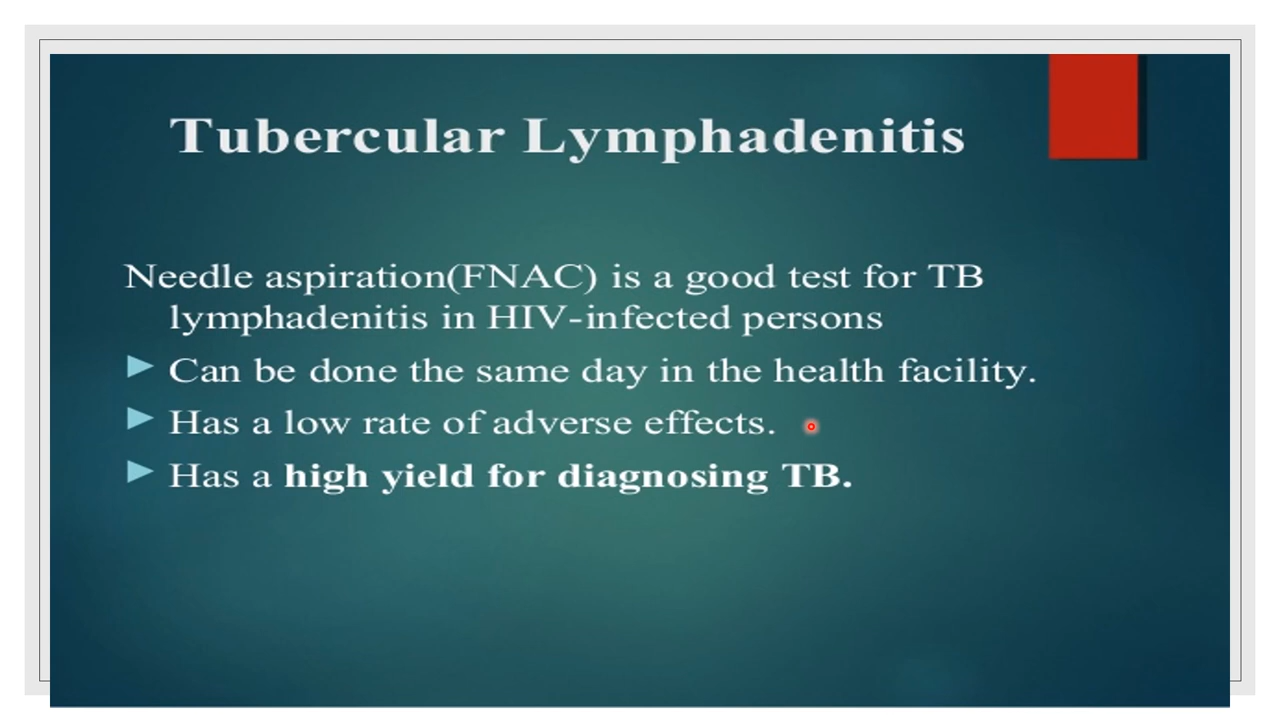 Tubercular Lymphadenitis
Needle aspiration(FNAC) is a good test for TB
lymphadenitis in HIV-infected persons
Can be done the same day in the health facility.
Has a low rate of adverse effects.
Has a high yield for diagnosing TB.